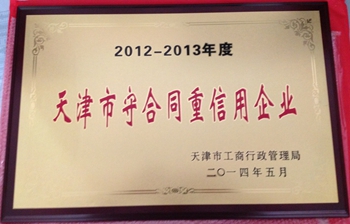 2012-2013年度
天津市守合同重信用企业
天津市工商行政管理局
二〇一四年五月